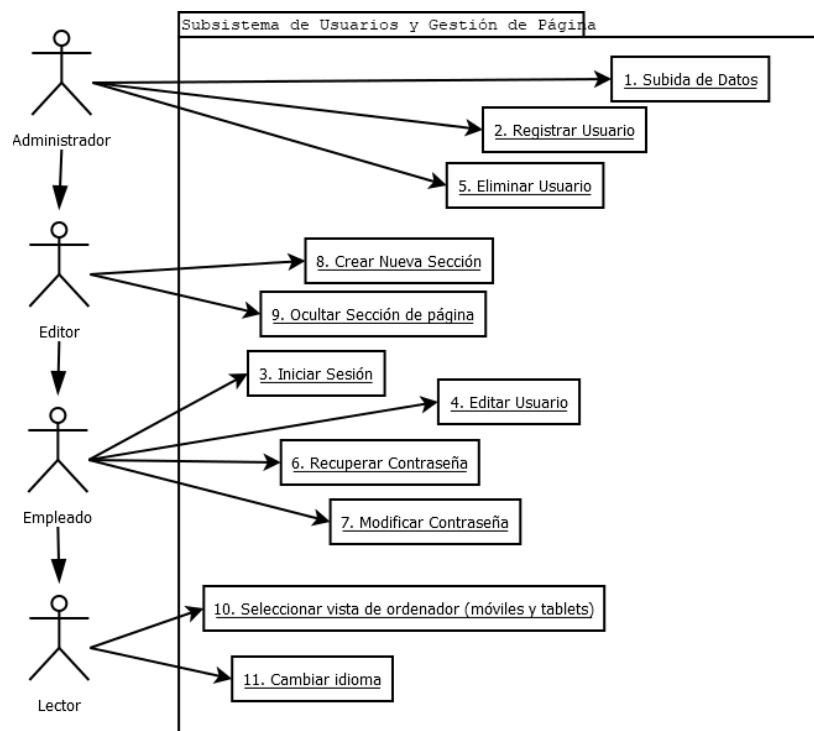 Subsistema de Usuarios y Gestión de Página
1. Subida de Datos
2. Registrar Usuario
Administrador
5. Eliminar Usuario
8. Crear Nueva Sección
9. Ocultar Sección de página
Editor
3. Iniciar Sesión
4. Editar Usuario
6. Recuperar Contraseña
Empleado
7. Modificar Contraseña
10. Seleccionar vista de ordenador (móviles y tablets)
11. Cambiar idioma
Lector